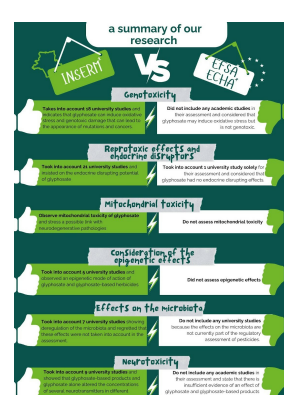 a summary of our
research
INSERM
VS
EFSA
ECHA
Genotoxicity
Takes into account 18 university studies and
indicates that glyphosate can induce oxidative
stress and genotoxic damage that can lead to
the appearance of mutations and cancers
Did not include any academic studies in
their assessment and considered that
glyphosate may induce oxidative stress but
is not genotoxic.
Reprotoxic effects and
endocrine disruptors
Took into account 21 university studies and
insisted on the endocrine disrupting potential
of glyphosate
Took into account 1 university study solely for
their assessment and considered that
glyphosate had no endocrine disrupting effects
Mitochondrial toxicity
Observe mitochondrial toxicity of glyphosate
and stress a possible link with
neurodegenerative pathologies
Do not assess mitochondrial toxicity
Consideration of the
epigenetic effects
Took into account 4 university studies and
observed an epigenetic mode of action of
glyphosate and glyphosate-based herbicides
Did not assess epigenetic effects
Effects on the microbiota
Took into account 7 university studies showing
deregulation of the microbiota and regretted that
these effects were not taken into account in the
assessment
Do not include any university studies
because the effects on the microbiota are
not currently part of the regulatory
assessment of pesticides.
Neurotoxicity
Took into account 9 university studies and
showed that glyphosate-based products and
glyphosate alone altered the concentrations
of several neurotransmitters in different
Do not include any academic studies in
their assessment and state that there is
insufficient evidence of an effect of
glyphosate and glyphosate-based products on